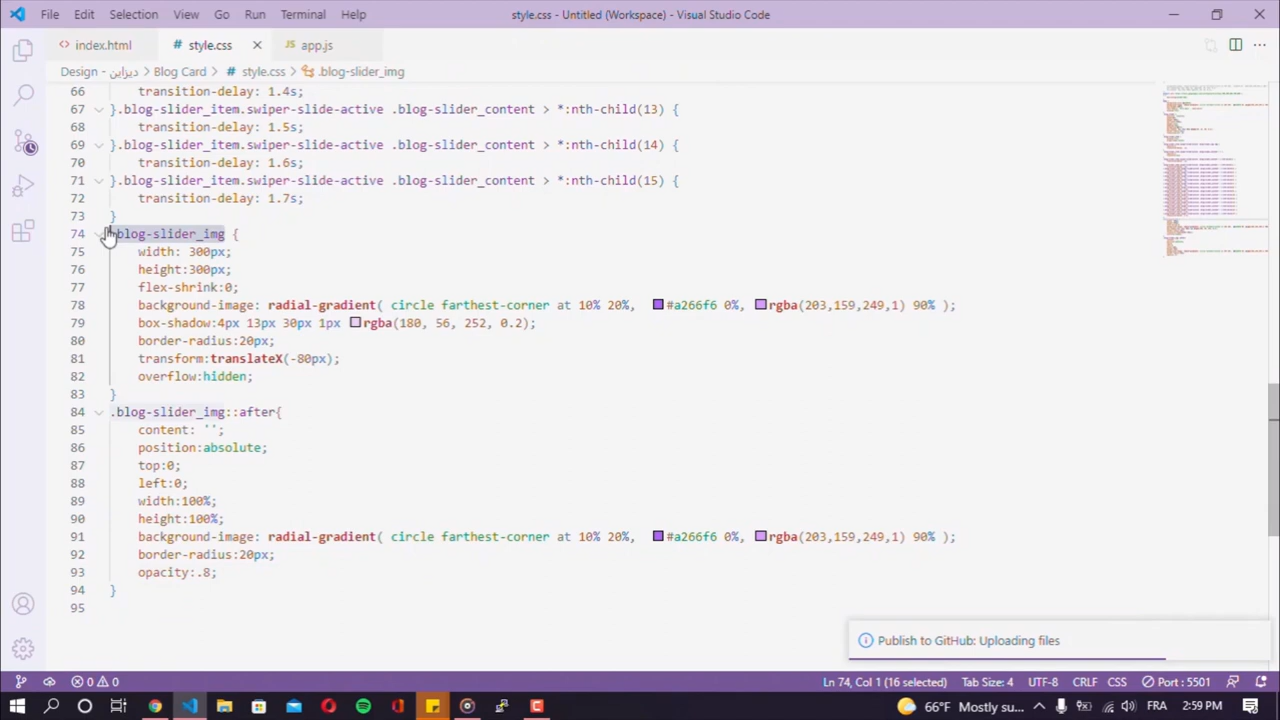 File Edit Selection View Go Run Terminal Help style.css - Untitled (Workspace) - Visual Studio Code
index.html style.css app.js
Design - ديزاين > Blog Card > style.css > .blog-slider_img
66 transition-delay: 1.4s;
67 }.blog-slider_item.swiper-slide-active .blog-slider_content > *:nth-child(13) {
68 transition-delay: 1.5s;
69 }.blog-slider_item.swiper-slide-active .blog-slider_content > *:nth-child(14) {
70 transition-delay: 1.6s;
71 }.blog-slider_item.swiper-slide-active .blog-slider_content > *:nth-child(15) {
72 transition-delay: 1.7s;
73 }
74 .blog-slider_img {
75 width: 300px;
76 height:300px;
77 flex-shrink:0;
78 background-image: radial-gradient( circle farthest-corner at 10% 20%, #a266f6 0%, rgba(203,159,249,1) 90% );
79 box-shadow:4px 13px 30px 1px rgba(180, 56, 252, 0.2);
80 border-radius:20px;
81 transform:translateX(-80px);
82 overflow:hidden;
83 }
84 .blog-slider_img::after{
85 content: '';
86 position:absolute;
87 top:0;
88 left:0;
89 width:100%;
90 height:100%;
91 background-image: radial-gradient( circle farthest-corner at 10% 20%, #a266f6 0%, rgba(203,159,249,1) 90% );
92 border-radius:20px;
93 opacity:.8;
94 }
95
Publish to GitHub: Uploading files
0 0 Ln 74, Col 1 (16 selected) Tab Size: 4 UTF-8 CRLF CSS Port : 5501
66°F Mostly su... FR 2:59 PM